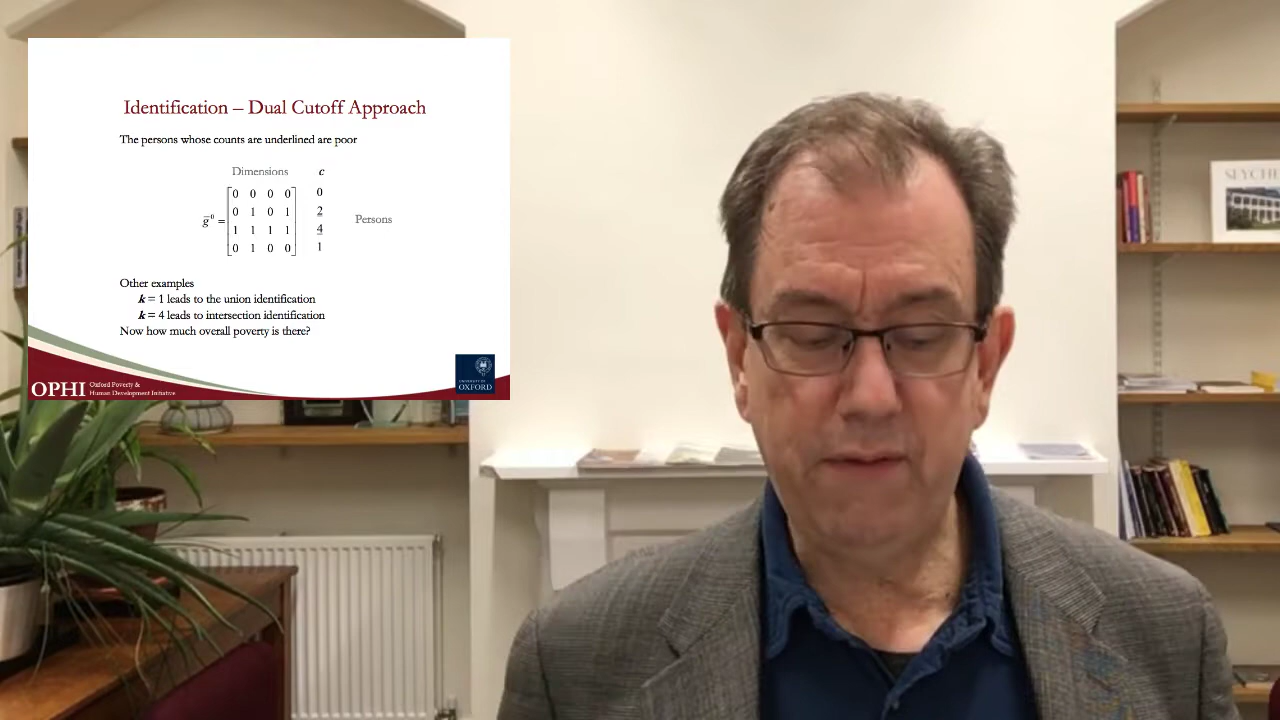 Identification – Dual Cutoff Approach
The persons whose counts are underlined are poor
Dimensions c
0 0 0 0 0
0 1 0 1 2
g⁰ = Persons
1 1 1 1 4
0 1 0 0 1
Other examples
k = 1 leads to the union identification
k = 4 leads to intersection identification
Now how much overall poverty is there?
OPHI Oxford Poverty & Human Development Initiative
UNIVERSITY OF OXFORD
SEYCHE